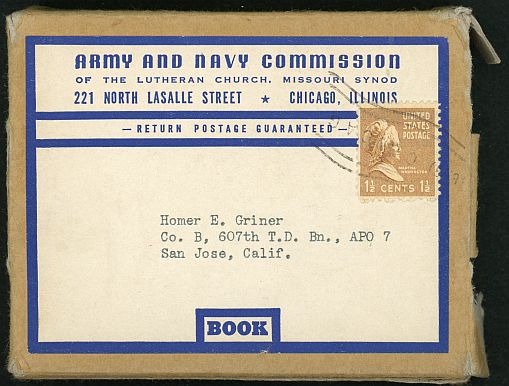 ARMY AND NAVY COMMISSION
OF THE LUTHERAN CHURCH, MISSOURI SYNOD
221 NORTH LASALLE STREET ★ CHICAGO, ILLINOIS
— RETURN POSTAGE GUARANTEED —
UNITED
STATES
POSTAGE
MARTHA
WASHINGTON
1½ CENTS 1½
Homer E. Griner
Co. B, 607th T.D. Bn., APO 7
San Jose, Calif.
BOOK